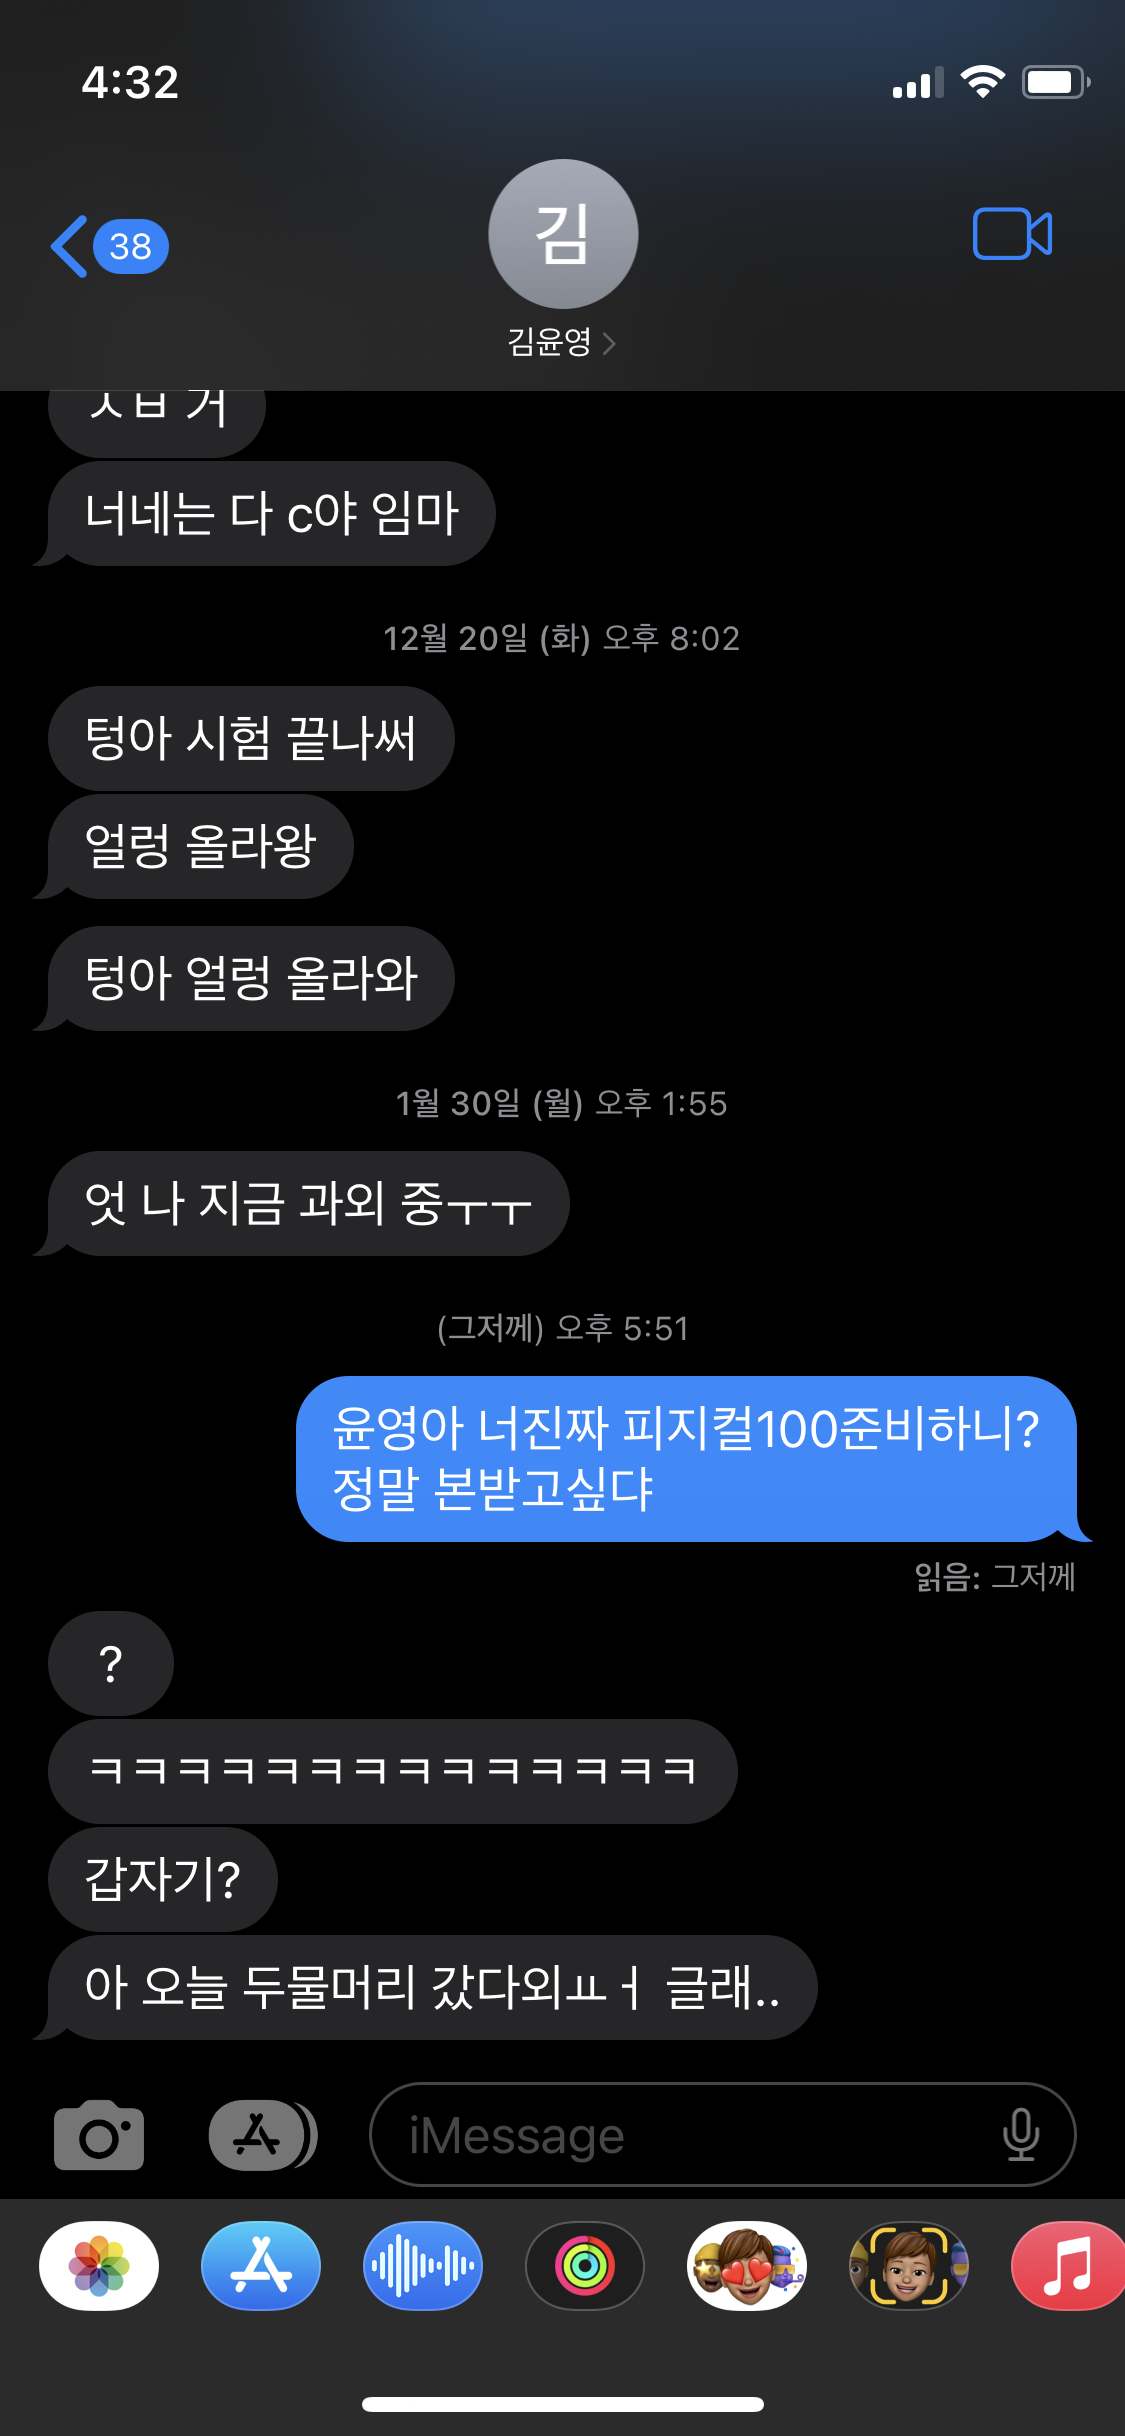 4:32
38
김
김윤영
ㅅㅂ 거
너네는 다 c야 임마
12월 20일 (화) 오후 8:02
텅아 시험 끝나써
얼렁 올라왕
텅아 얼렁 올라와
1월 30일 (월) 오후 1:55
엇 나 지금 과외 중ㅜㅜ
(그저께) 오후 5:51
윤영아 너진짜 피지컬100준비하니?
정말 본받고싶댜
읽음: 그저께
?
ㅋㅋㅋㅋㅋㅋㅋㅋㅋㅋㅋㅋㅋㅋ
갑자기?
아 오늘 두물머리 갔다외ㅛㅓ 글래..
iMessage